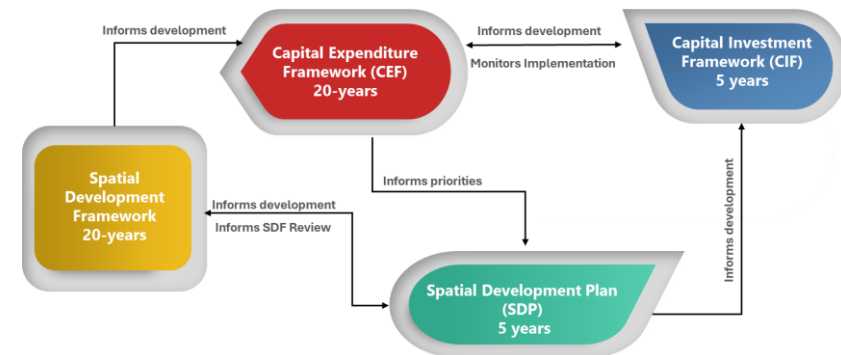 Informs development
Capital Expenditure
Framework (CEF)
20-years
Informs development
Monitors Implementation
Capital Investment
Framework (CIF)
5 years
Spatial
Development
Framework
20-years
Informs priorities
Informs development
Informs SDF Review
Informs development
Spatial Development Plan
(SDP)
5 years